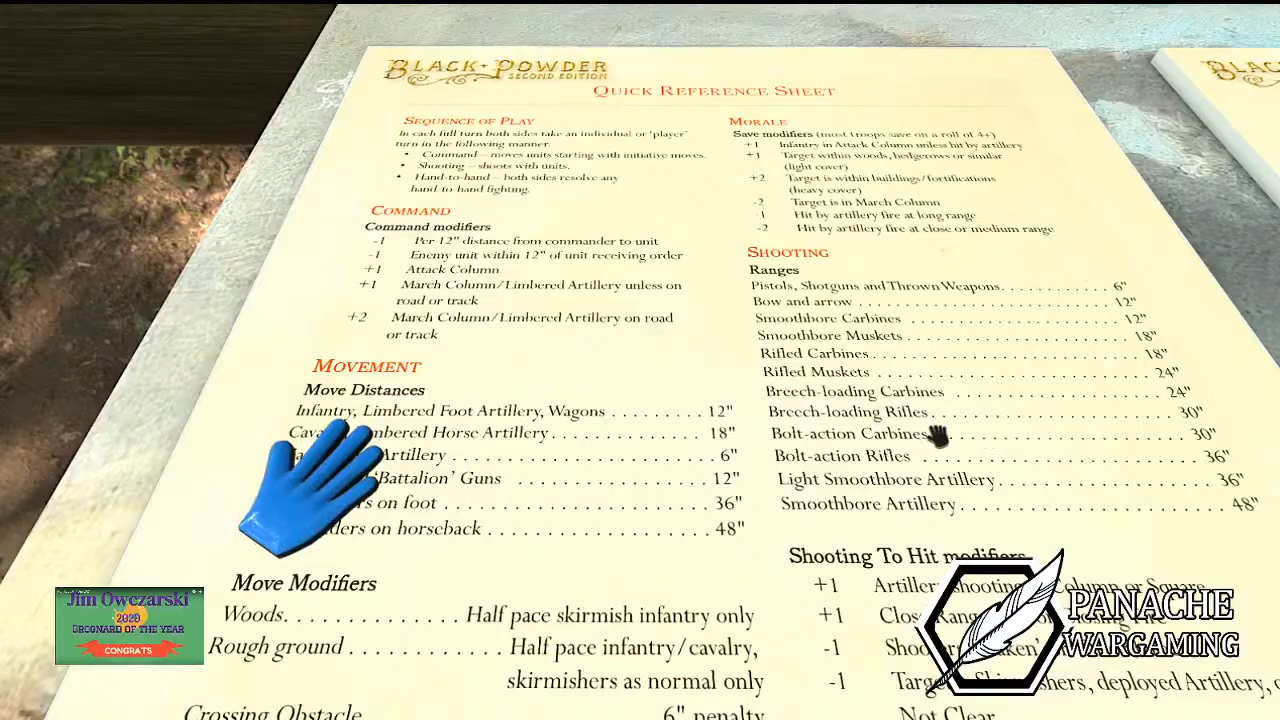 BLACK POWDER
SECOND EDITION
QUICK REFERENCE SHEET
SEQUENCE OF PLAY
In each full turn both sides take an individual or 'player'
turn in the following manner.
• Command – moves units starting with initiative moves.
• Shooting – shoots with units.
• Hand-to-hand – both sides resolve any
hand-to-hand fighting.
COMMAND
Command modifiers
-1 Per 12" distance from commander to unit
-1 Enemy unit within 12" of unit receiving order
+1 Attack Column
+1 March Column/Limbered Artillery unless on
road or track
+2 March Column/Limbered Artillery on road
or track
MOVEMENT
Move Distances
Infantry, Limbered Foot Artillery, Wagons . . . . . . . . . 12"
Limbered Horse Artillery . . . . . . . . . . . . . . 18"
Artillery . . . . . . . . . . . . . . . . . . . . . . . . 6"
'Battalion' Guns . . . . . . . . . . . . . . . . . . 12"
on foot . . . . . . . . . . . . . . . . . . . . . . . . . . 36"
on horseback . . . . . . . . . . . . . . . . . . . . . . 48"
Move Modifiers
Woods. . . . . . . . . . . . . . Half pace skirmish infantry only
Rough ground . . . . . . . . . . . . Half pace infantry/cavalry,
skirmishers as normal only
Crossing Obstacle 6" penalty
MORALE
Save modifiers (most troops save on a roll of 4+)
+1 Infantry in Attack Column unless hit by artillery
+1 Target within woods, hedgerows or similar
(light cover)
+2 Target is within buildings/fortifications
(heavy cover)
-2 Target is in March Column
-1 Hit by artillery fire at long range
-2 Hit by artillery fire at close or medium range
SHOOTING
Ranges
Pistols, Shotguns and Thrown Weapons. . . . . . . . . . . 6"
Bow and arrow . . . . . . . . . . . . . . . . . . . . . . . . . . 12"
Smoothbore Carbines . . . . . . . . . . . . . . . . . . . . . 12"
Smoothbore Muskets . . . . . . . . . . . . . . . . . . . . . . 18"
Rifled Carbines . . . . . . . . . . . . . . . . . . . . . . . . . . 18"
Rifled Muskets . . . . . . . . . . . . . . . . . . . . . . . . . . 24"
Breech-loading Carbines . . . . . . . . . . . . . . . . . . . 24"
Breech-loading Rifles . . . . . . . . . . . . . . . . . . . . . . 30"
Bolt-action Carbines . . . . . . . . . . . . . . . . . . . . . . 30"
Bolt-action Rifles . . . . . . . . . . . . . . . . . . . . . . . . 36"
Light Smoothbore Artillery . . . . . . . . . . . . . . . . . . 36"
Smoothbore Artillery . . . . . . . . . . . . . . . . . . . . . . 48"
Shooting To Hit modifiers
+1 Artillery shooting Column or Square
+1 Close Range
-1
-1 deployed Artillery,
Not Clear
Jim Owczarski
2020
GROGNARD OF THE YEAR
CONGRATS
PANACHE
WARGAMING